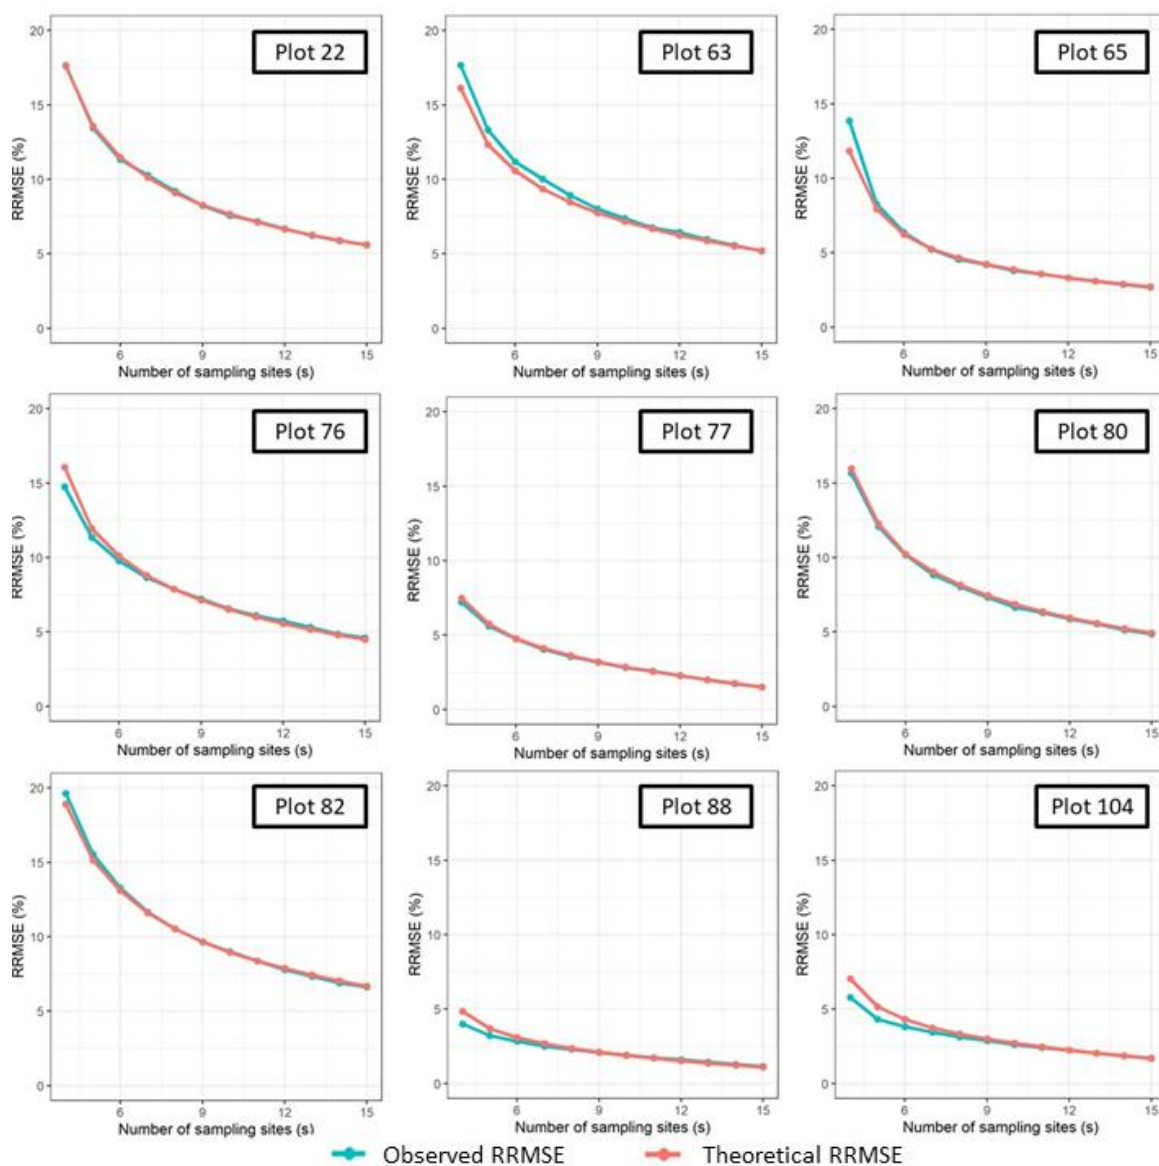 Plot 22
20
15
10
5
0
RRMSE (%)
6 9 12 15
Number of sampling sites (s)
Plot 63
20
15
10
5
0
RRMSE (%)
6 9 12 15
Number of sampling sites (s)
Plot 65
20
15
10
5
0
RRMSE (%)
6 9 12 15
Number of sampling sites (s)
Plot 76
20
15
10
5
0
RRMSE (%)
6 9 12 15
Number of sampling sites (s)
Plot 77
20
15
10
5
0
RRMSE (%)
6 9 12 15
Number of sampling sites (s)
Plot 80
20
15
10
5
0
RRMSE (%)
6 9 12 15
Number of sampling sites (s)
Plot 82
20
15
10
5
0
RRMSE (%)
6 9 12 15
Number of sampling sites (s)
Plot 88
20
15
10
5
0
RRMSE (%)
6 9 12 15
Number of sampling sites (s)
Plot 104
20
15
10
5
0
RRMSE (%)
6 9 12 15
Number of sampling sites (s)
Observed RRMSE Theoretical RRMSE